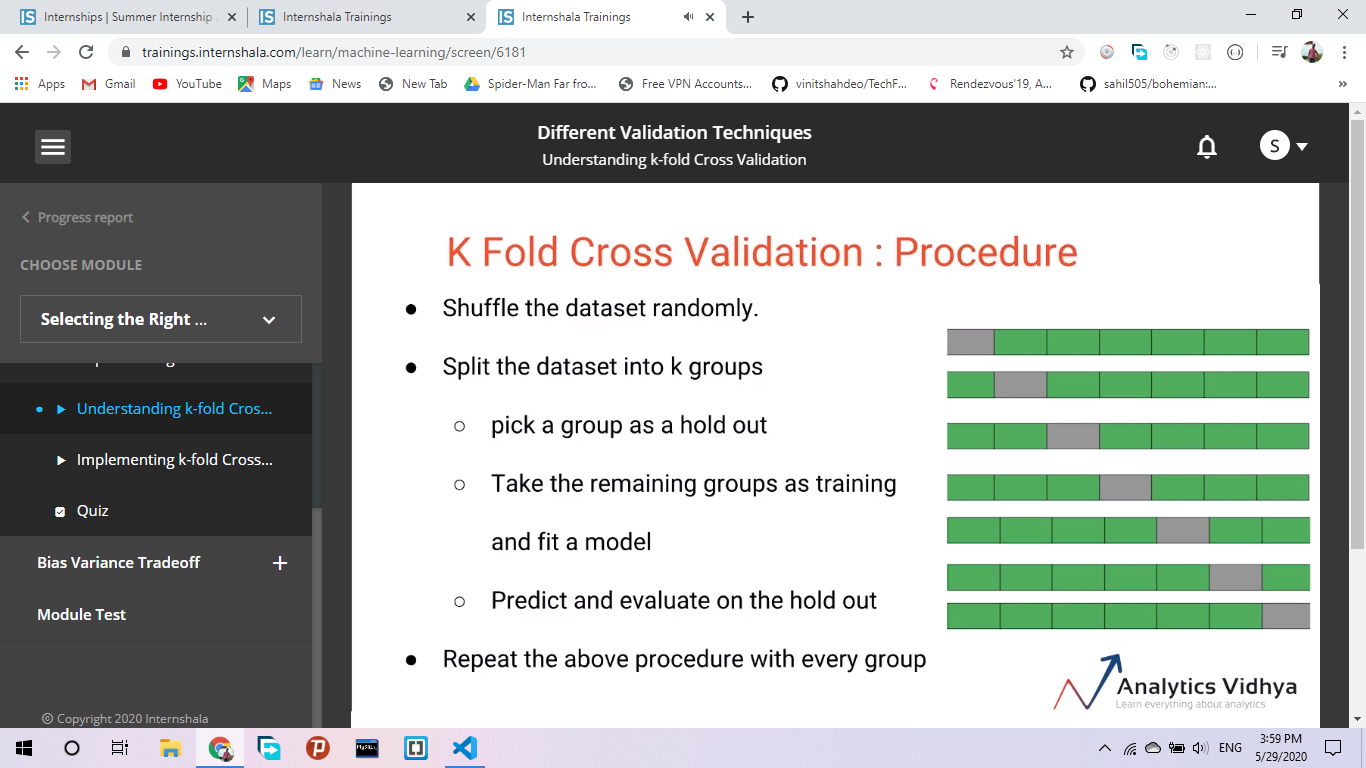 Internships | Summer Internship
Internshala Trainings
Internshala Trainings
trainings.internshala.com/learn/machine-learning/screen/6181
Apps
Gmail
YouTube
Maps
News
New Tab
Spider-Man Far fro...
Free VPN Accounts...
vinitshahdeo/TechF...
Rendezvous'19, A...
sahil505/bohemian:...
»
Different Validation Techniques
Understanding k-fold Cross Validation
S
Progress report
CHOOSE MODULE
Selecting the Right ...
Understanding k-fold Cros...
Implementing k-fold Cross...
Quiz
Bias Variance Tradeoff
Module Test
© Copyright 2020 Internshala
K Fold Cross Validation : Procedure
● Shuffle the dataset randomly.
● Split the dataset into k groups
○ pick a group as a hold out
○ Take the remaining groups as training
and fit a model
○ Predict and evaluate on the hold out
● Repeat the above procedure with every group
Analytics Vidhya
Learn everything about analytics
MySQL
ENG
3:59 PM
5/29/2020